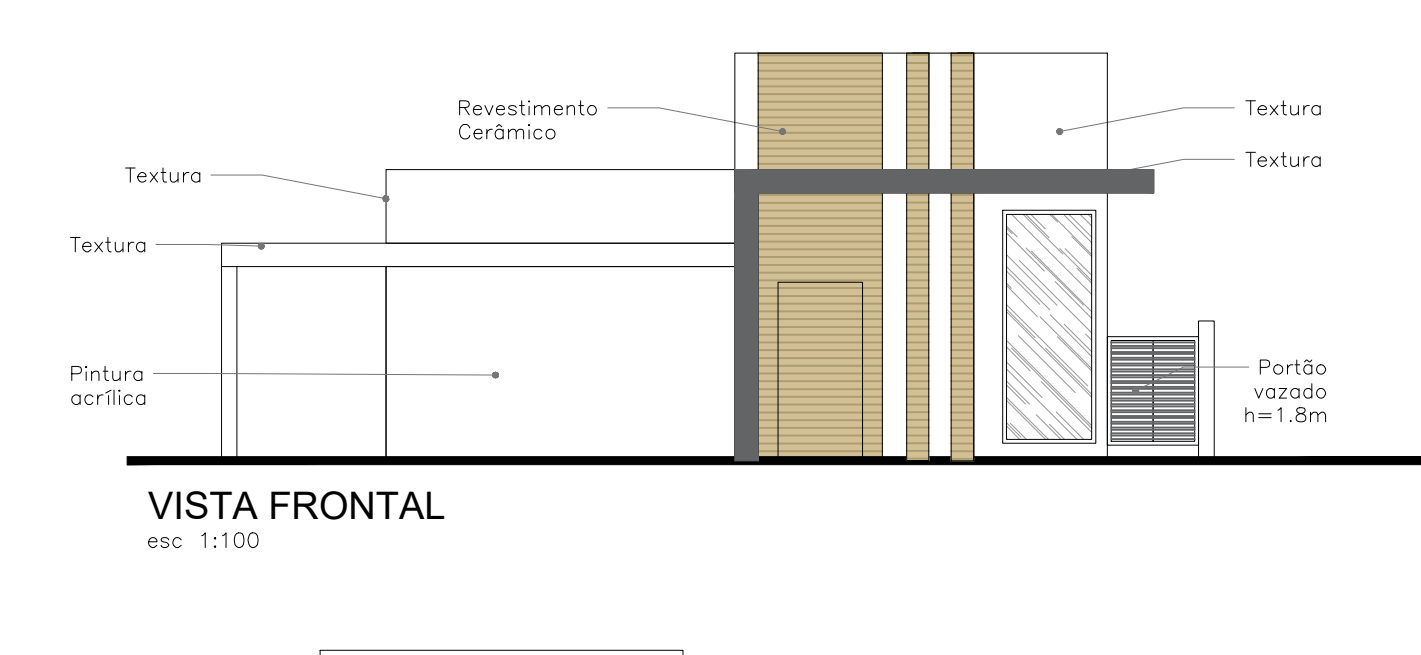 Revestimento
Cerâmico
Textura
Textura
Textura
Textura
Pintura
acrílica
Portão
vazado
h=1.8m
VISTA FRONTAL
esc 1:100